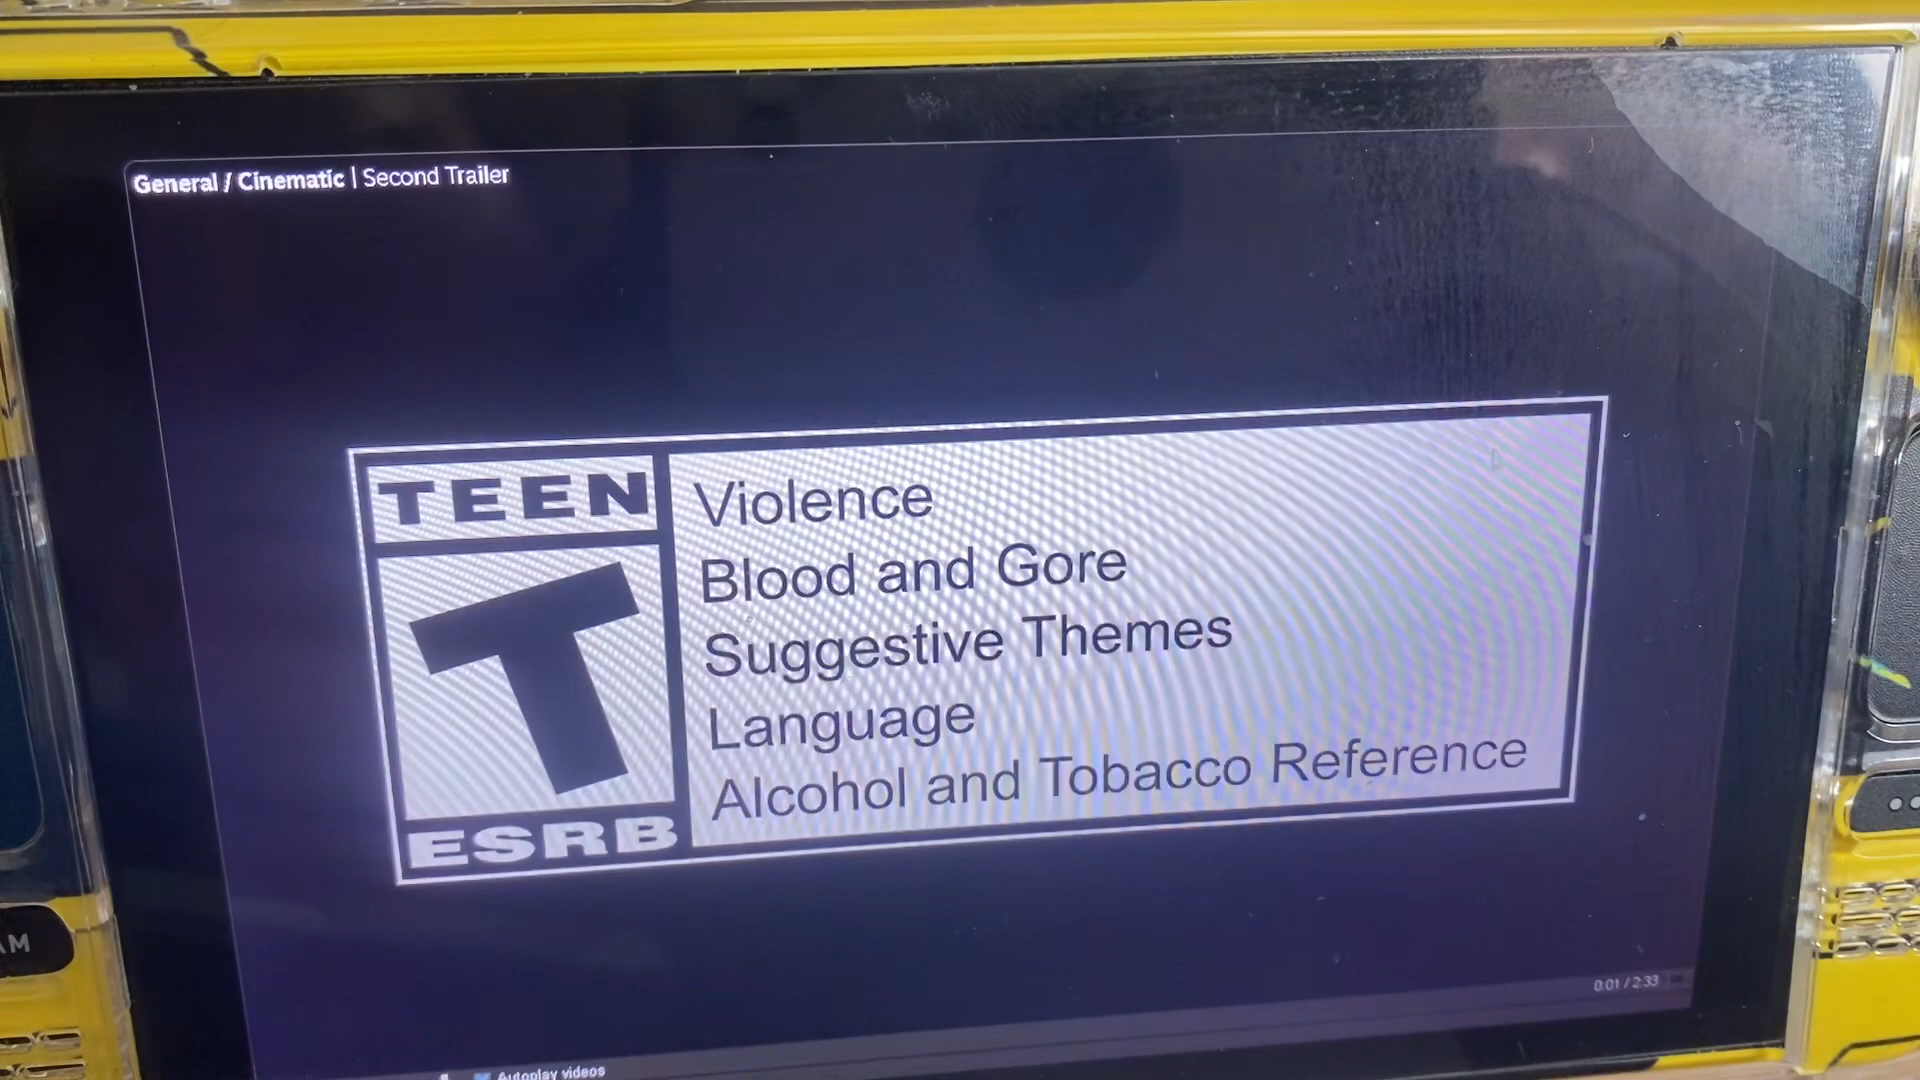 General / Cinematic | Second Trailer
TEEN
T
ESRB
Violence
Blood and Gore
Suggestive Themes
Language
Alcohol and Tobacco Reference
0:01 / 2:33
Autoplay videos
AM